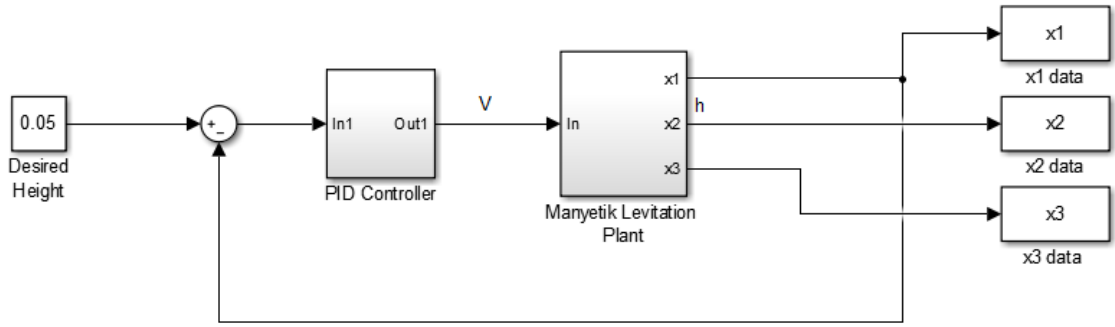 0.05
Desired
Height
+
−
In1
Out1
PID Controller
V
In
x1
x2
x3
h
Manyetik Levitation
Plant
x1
x1 data
x2
x2 data
x3
x3 data